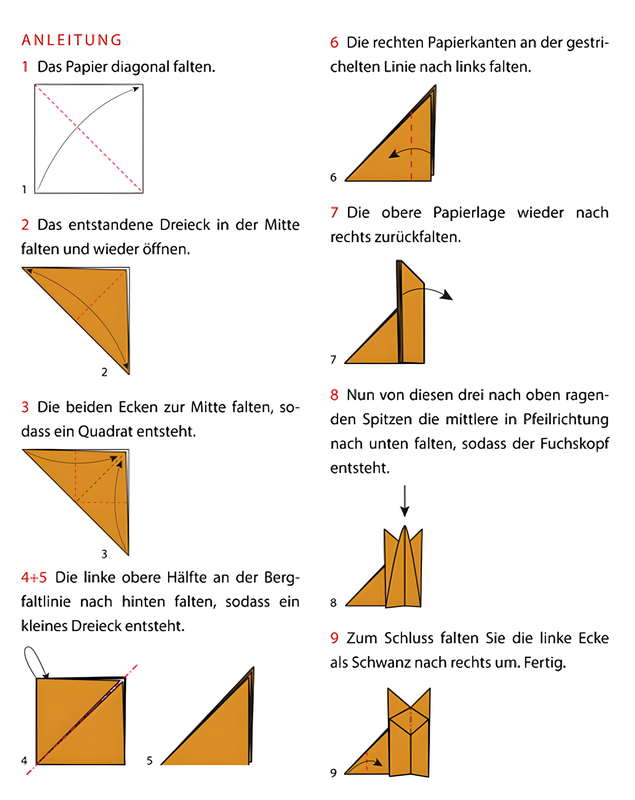 ANLEITUNG
1 Das Papier diagonal falten.
1
2 Das entstandene Dreieck in der Mitte
falten und wieder öffnen.
2
3 Die beiden Ecken zur Mitte falten, so-
dass ein Quadrat entsteht.
3
4+5 Die linke obere Hälfte an der Berg-
faltlinie nach hinten falten, sodass ein
kleines Dreieck entsteht.
4
5
6 Die rechten Papierkanten an der gestri-
chelten Linie nach links falten.
6
7 Die obere Papierlage wieder nach
rechts zurückfalten.
7
8 Nun von diesen drei nach oben ragen-
den Spitzen die mittlere in Pfeilrichtung
nach unten falten, sodass der Fuchskopf
entsteht.
8
9 Zum Schluss falten Sie die linke Ecke
als Schwanz nach rechts um. Fertig.
9